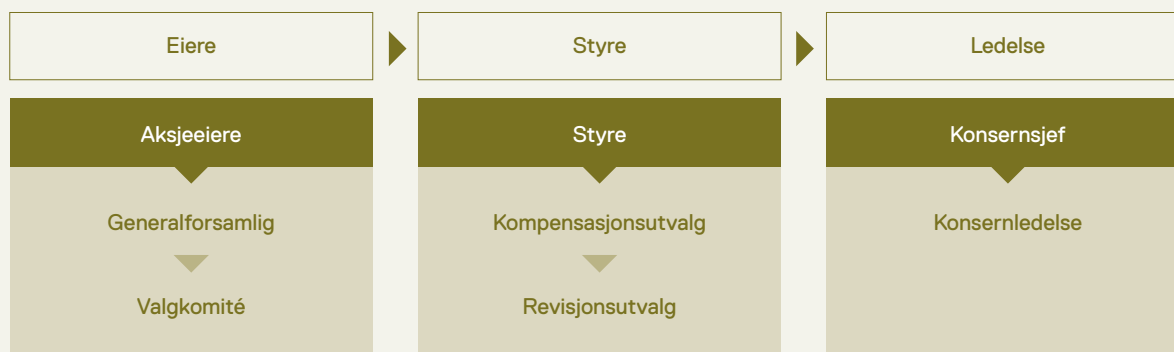 Eiere
Styre
Ledelse
Aksjeeiere
Generalforsamlig
Valgkomité
Styre
Kompensasjonsutvalg
Revisjonsutvalg
Konsernsjef
Konsernledelse